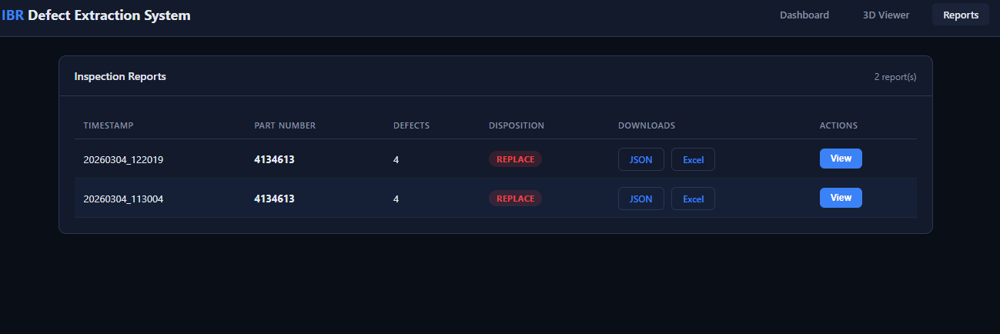 IBR Defect Extraction System Dashboard 3D Viewer Reports
Inspection Reports 2 report(s)
TIMESTAMP PART NUMBER DEFECTS DISPOSITION DOWNLOADS ACTIONS
20260304_122019 4134613 4 REPLACE JSON Excel View
20260304_113004 4134613 4 REPLACE JSON Excel View